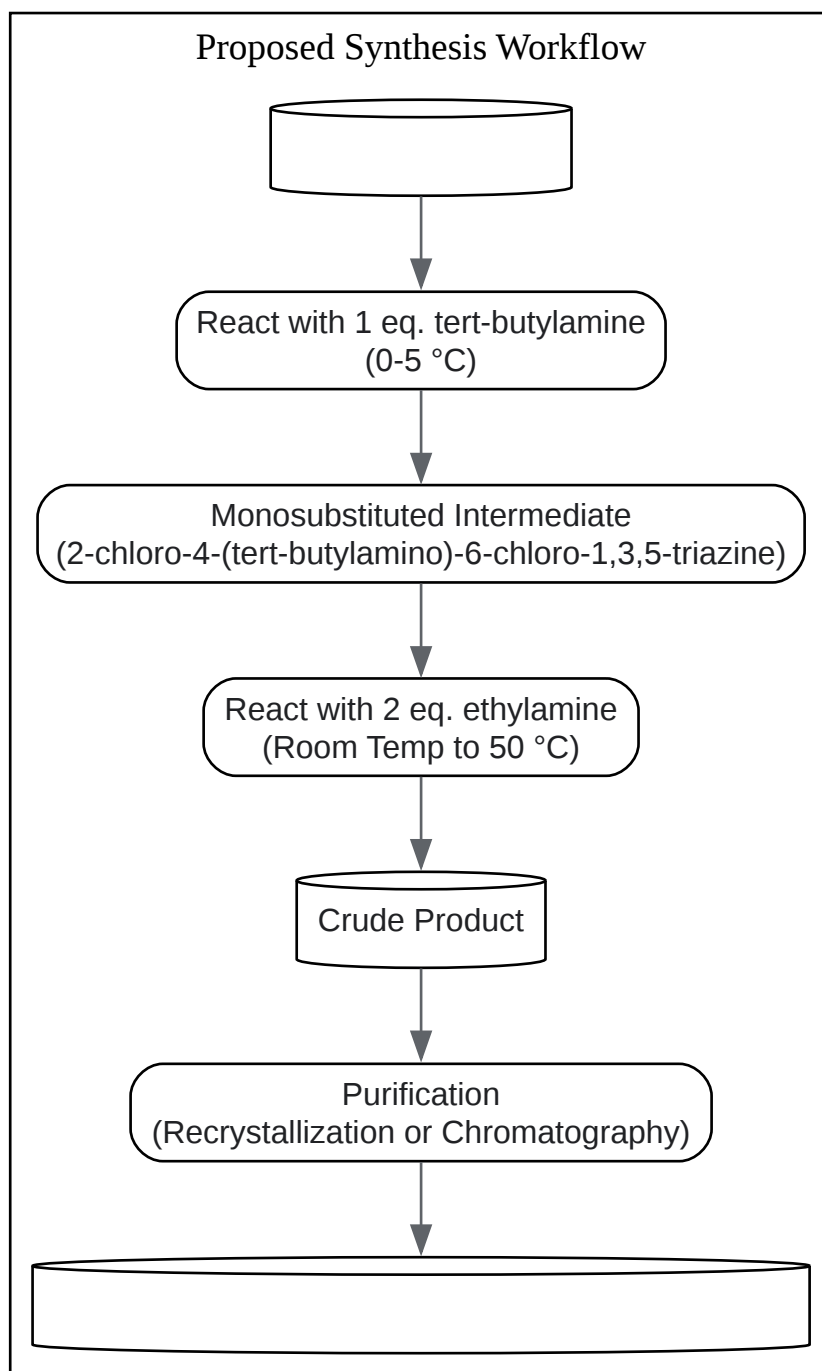 Proposed Synthesis Workflow
React with 1 eq. tert-butylamine
(0-5 °C)
Monosubstituted Intermediate
(2-chloro-4-(tert-butylamino)-6-chloro-1,3,5-triazine)
React with 2 eq. ethylamine
(Room Temp to 50 °C)
Crude Product
Purification
(Recrystallization or Chromatography)